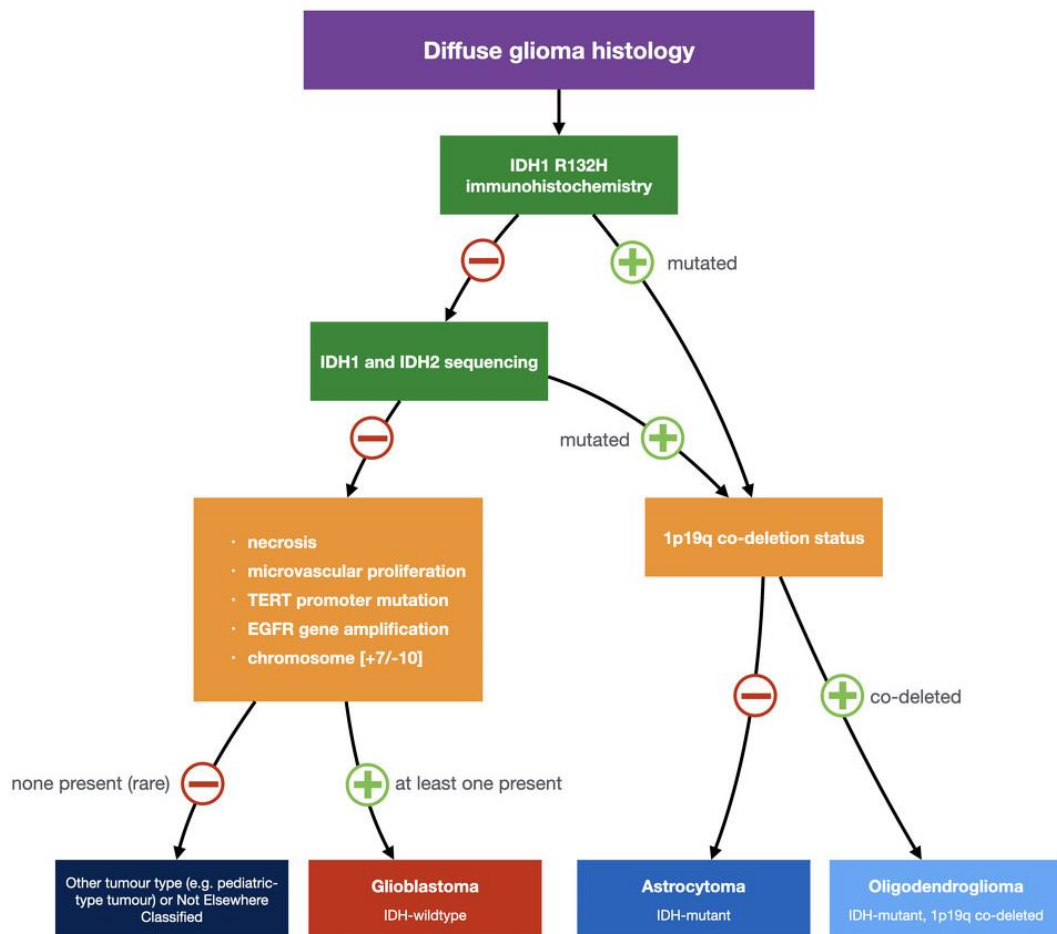 Diffuse glioma histology
IDH1 R132H
immunohistochemistry
mutated
IDH1 and IDH2 sequencing
mutated
· necrosis
· microvascular proliferation
· TERT promoter mutation
· EGFR gene amplification
· chromosome [+7/-10]
1p19q co-deletion status
co-deleted
none present (rare)
at least one present
Other tumour type (e.g. pediatric-
type tumour) or Not Elsewhere
Classified
Glioblastoma
IDH-wildtype
Astrocytoma
IDH-mutant
Oligodendroglioma
IDH-mutant, 1p19q co-deleted